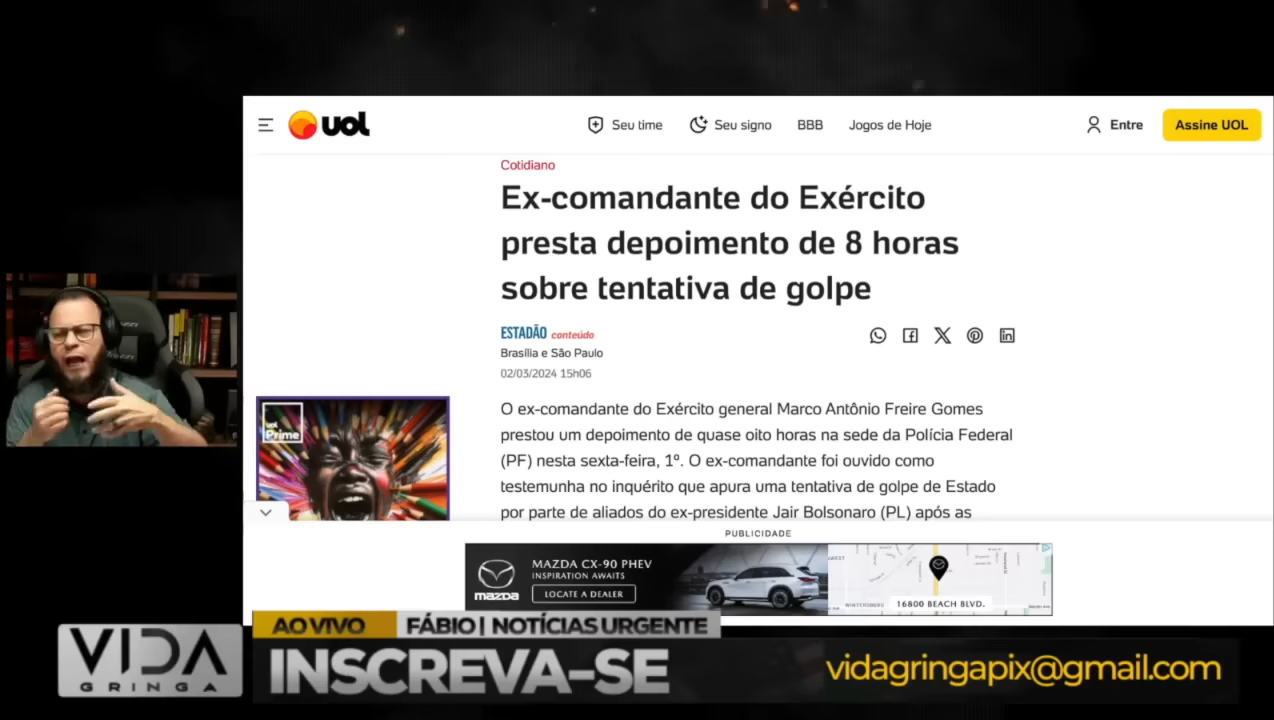 uol
Seu time
Seu signo
BBB
Jogos de Hoje
Entre
Assine UOL
Cotidiano
Ex-comandante do Exército
presta depoimento de 8 horas
sobre tentativa de golpe
ESTADÃO conteúdo
Brasília e São Paulo
02/03/2024 15h06
uol
Prime
O ex-comandante do Exército general Marco Antônio Freire Gomes
prestou um depoimento de quase oito horas na sede da Polícia Federal
(PF) nesta sexta-feira, 1º. O ex-comandante foi ouvido como
testemunha no inquérito que apura uma tentativa de golpe de Estado
por parte de aliados do ex-presidente Jair Bolsonaro (PL) após as
PUBLICIDADE
mazda
MAZDA CX-90 PHEV
INSPIRATION AWAITS
LOCATE A DEALER
16800 BEACH BLVD.
AO VIVO
FÁBIO | NOTÍCIAS URGENTE
VIDA
GRINGA
INSCREVA-SE
vidagringapix@gmail.com